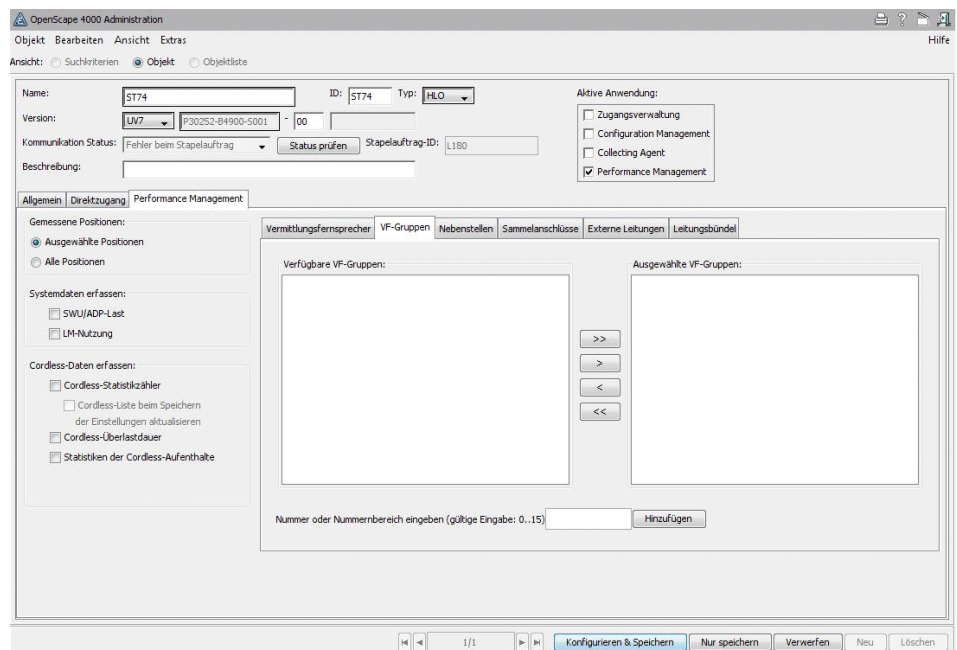 OpenScape 4000 Administration
Objekt Bearbeiten Ansicht Extras Hilfe
Ansicht: Suchkriterien Objekt Objektliste
Name: ST74 ID: ST74 Typ: HLO Aktive Anwendung:
Version: UV7 P30252-B4900-S001 - 00 Zugangsverwaltung
Configuration Management
Kommunikation Status: Fehler beim Stapelauftrag Status prüfen Stapelauftrag-ID: L180 Collecting Agent
Beschreibung: Performance Management
Allgemein Direktzugang Performance Management
Gemessene Positionen:
Ausgewählte Positionen
Alle Positionen
Systemdaten erfassen:
SWU/ADP-Last
LM-Nutzung
Cordless-Daten erfassen:
Cordless-Statistikzähler
Cordless-Liste beim Speichern
der Einstellungen aktualisieren
Cordless-Überlastdauer
Statistiken der Cordless-Aufenthalte
Vermittlungsfernsprecher VF-Gruppen Nebenstellen Sammelanschlüsse Externe Leitungen Leitungsbündel
Verfügbare VF-Gruppen: Ausgewählte VF-Gruppen:
>>
>
<
<<
Nummer oder Nummernbereich eingeben (gültige Eingabe: 0..15) Hinzufügen
1/1 Konfigurieren & Speichern Nur speichern Verwerfen Neu Löschen